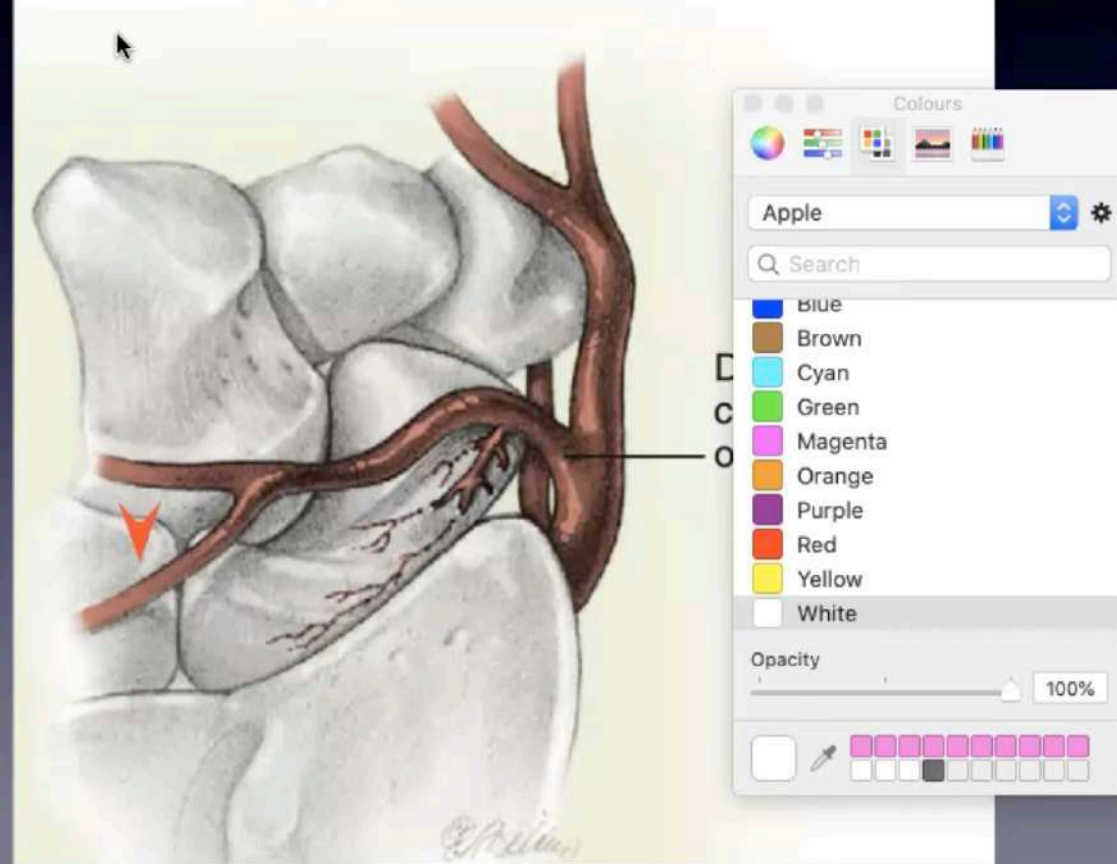 Colours
Apple
Search
D
c
o
Blue
Brown
Cyan
Green
Magenta
Orange
Purple
Red
Yellow
White
Opacity
100%